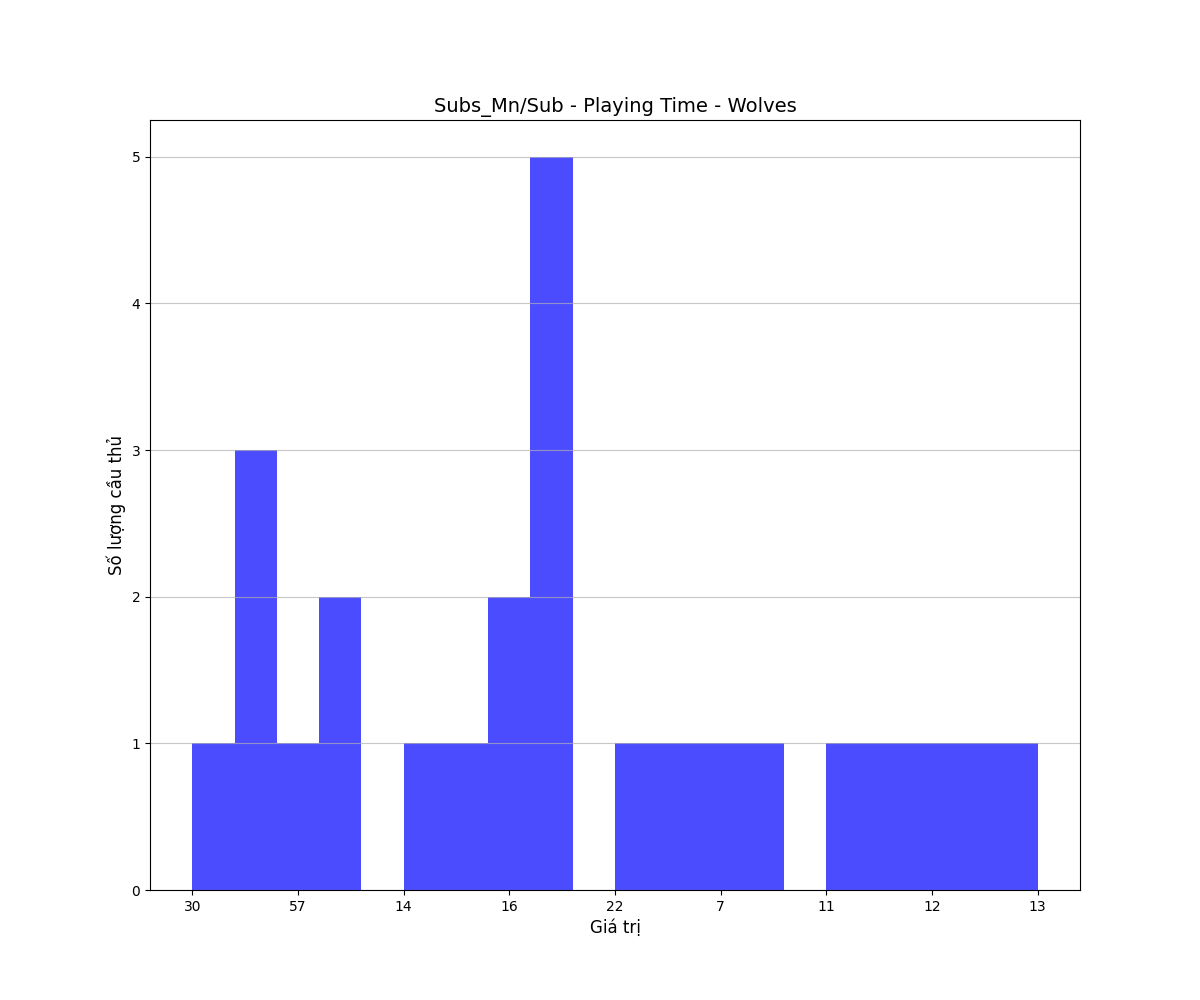 Subs_Mn/Sub - Playing Time - Wolves
Số lượng cầu thủ
5
4
3
2
1
0
30 57 14 16 22 7 11 12 13
Giá trị